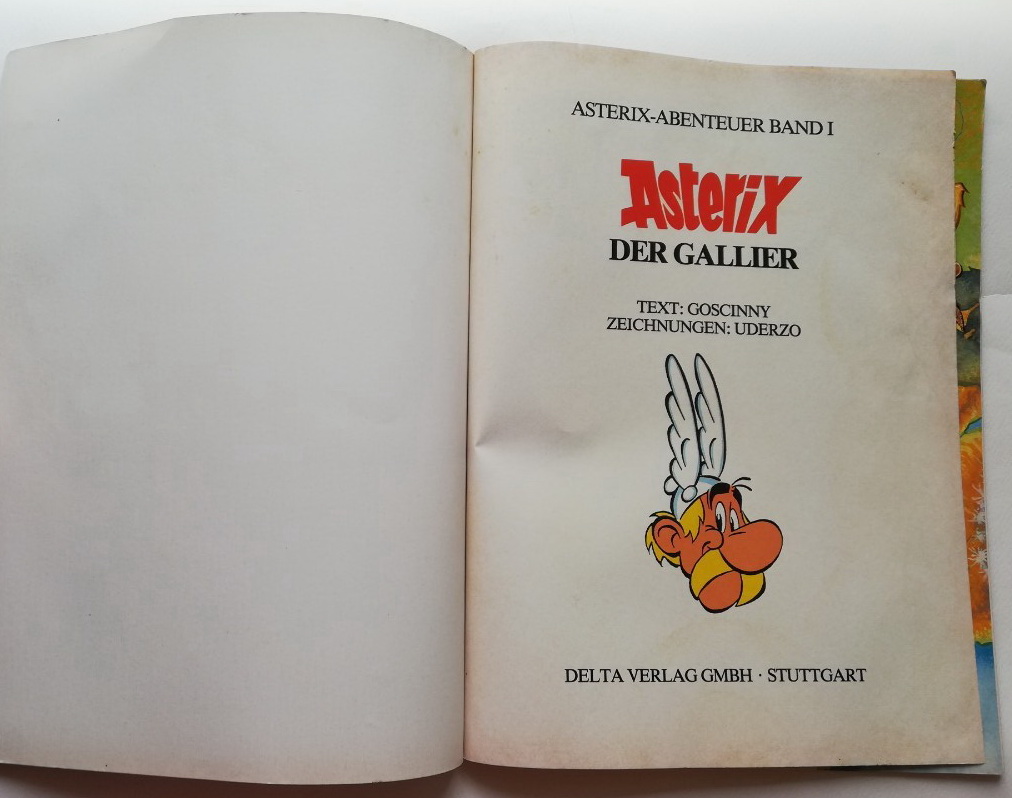 ASTERIX-ABENTEUER BAND I
Asterix
DER GALLIER
TEXT: GOSCINNY
ZEICHNUNGEN: UDERZO
DELTA VERLAG GMBH · STUTTGART